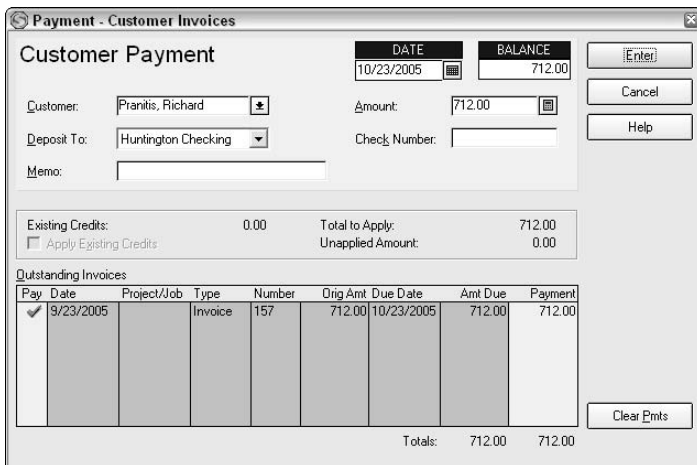 Payment - Customer Invoices
Customer Payment
DATE
10/23/2005
BALANCE
712.00
Enter
Cancel
Help
Customer: Pranitis, Richard
Amount: 712.00
Deposit To: Huntington Checking
Check Number:
Memo:
Existing Credits: 0.00 Total to Apply: 712.00
Apply Existing Credits Unapplied Amount: 0.00
Outstanding Invoices
Pay Date Project/Job Type Number Orig Amt Due Date Amt Due Payment
9/23/2005 Invoice 157 712.00 10/23/2005 712.00 712.00
Clear Pmts
Totals: 712.00 712.00